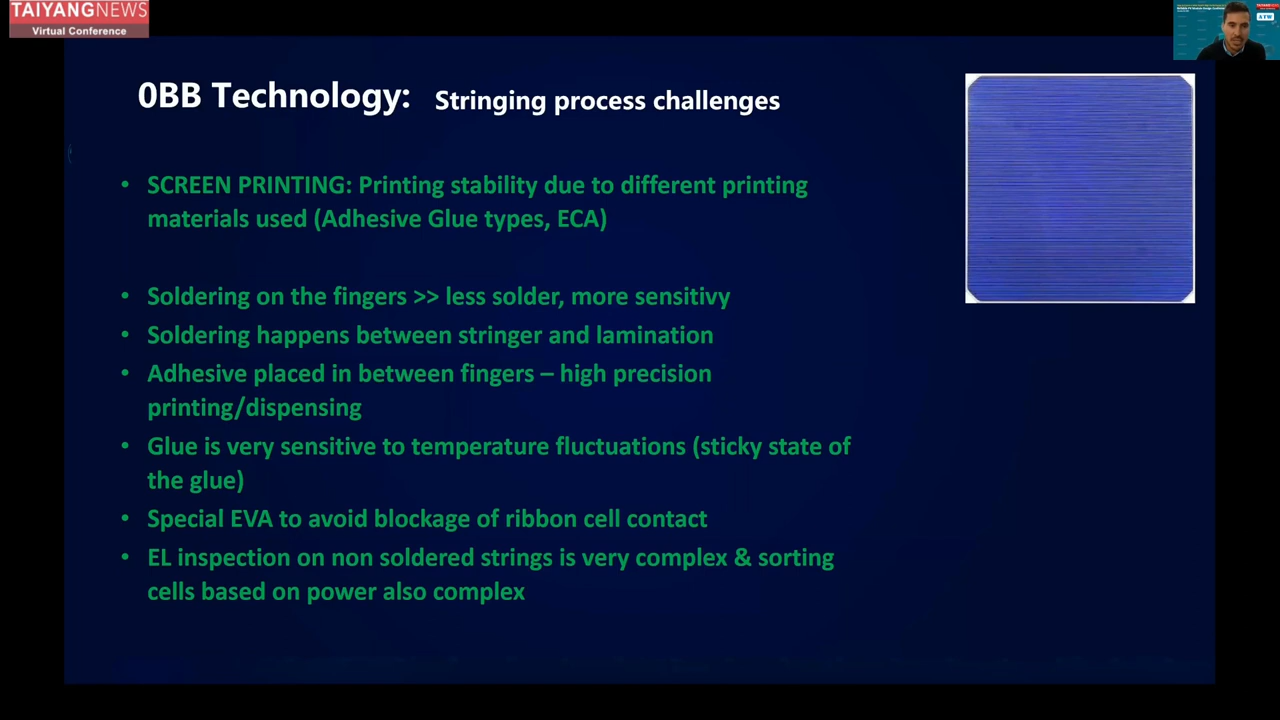 TAIYANGNEWS
Virtual Conference
0BB Technology: Stringing process challenges
• SCREEN PRINTING: Printing stability due to different printing
materials used (Adhesive Glue types, ECA)
• Soldering on the fingers >> less solder, more sensitivy
• Soldering happens between stringer and lamination
• Adhesive placed in between fingers – high precision
printing/dispensing
• Glue is very sensitive to temperature fluctuations (sticky state of
the glue)
• Special EVA to avoid blockage of ribbon cell contact
• EL inspection on non soldered strings is very complex & sorting
cells based on power also complex